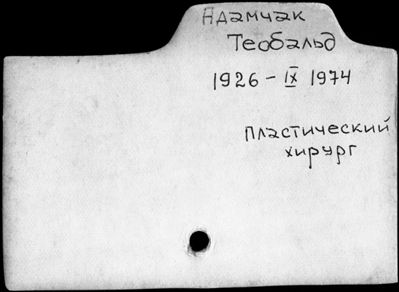 Адамчак
Теобальд
1926 - IX 1974
пластический
хирург